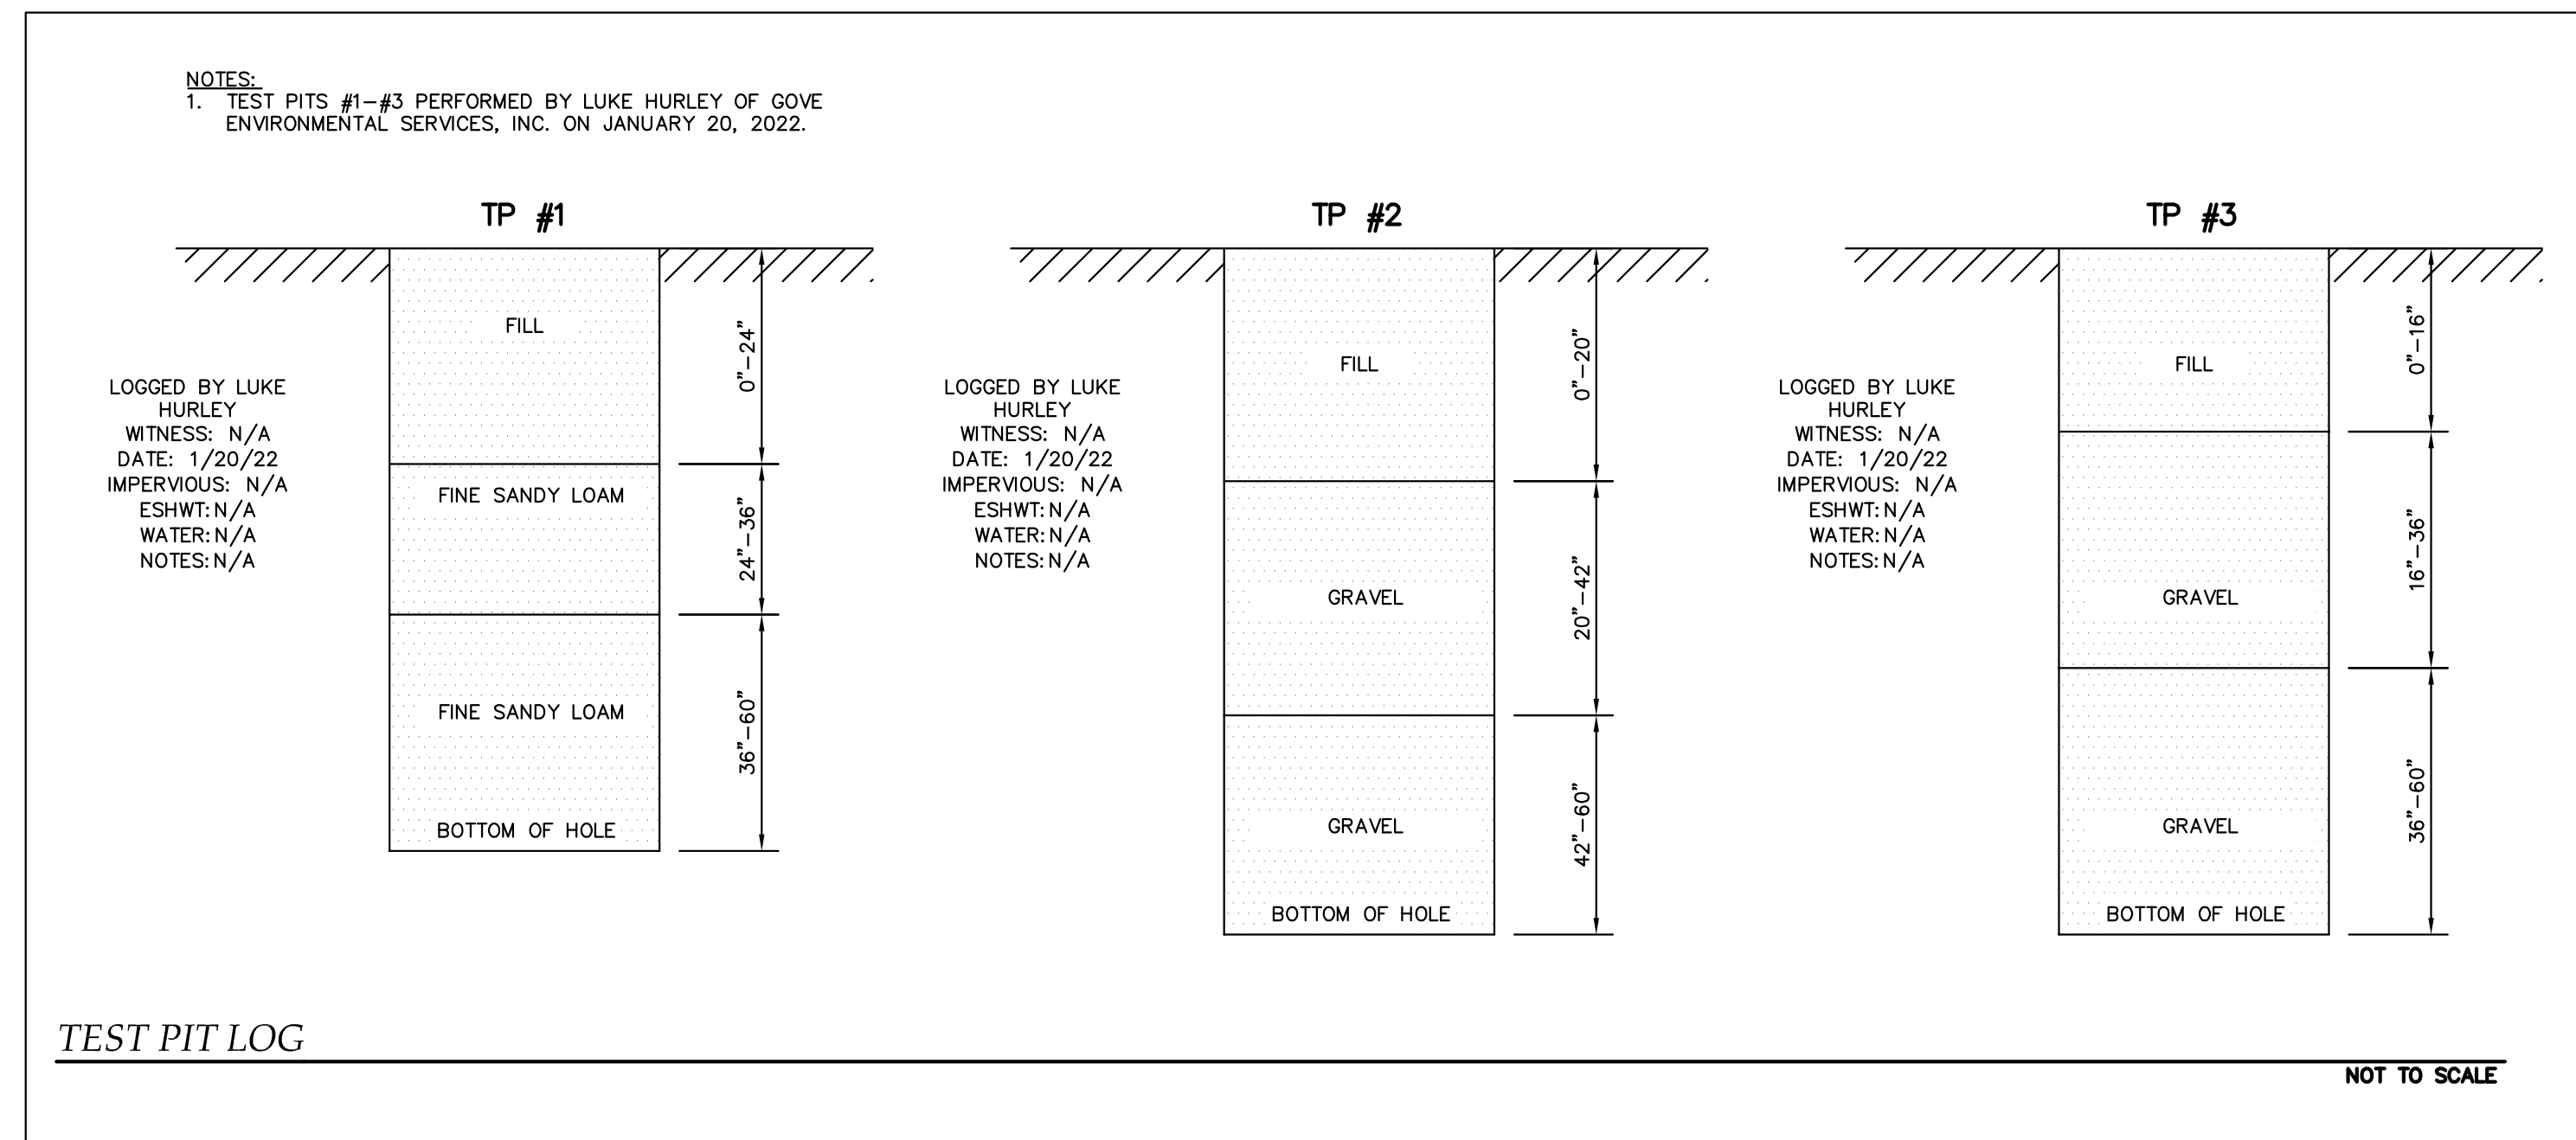 NOTES:
1. TEST PITS #1-#3 PERFORMED BY LUKE HURLEY OF GOVE
ENVIRONMENTAL SERVICES, INC. ON JANUARY 20, 2022.
TP #1
FILL
0"-24"
LOGGED BY LUKE
HURLEY
WITNESS: N/A
DATE: 1/20/22
IMPERVIOUS: N/A
ESHWT:N/A
WATER:N/A
NOTES:N/A
FINE SANDY LOAM
24"-36"
FINE SANDY LOAM
36"-60"
BOTTOM OF HOLE
TP #2
FILL
0"-20"
LOGGED BY LUKE
HURLEY
WITNESS: N/A
DATE: 1/20/22
IMPERVIOUS: N/A
ESHWT:N/A
WATER:N/A
NOTES:N/A
GRAVEL
20"-42"
GRAVEL
42"-60"
BOTTOM OF HOLE
TP #3
FILL
0"-16"
LOGGED BY LUKE
HURLEY
WITNESS: N/A
DATE: 1/20/22
IMPERVIOUS: N/A
ESHWT:N/A
WATER:N/A
NOTES:N/A
GRAVEL
16"-36"
GRAVEL
36"-60"
BOTTOM OF HOLE
TEST PIT LOG
NOT TO SCALE